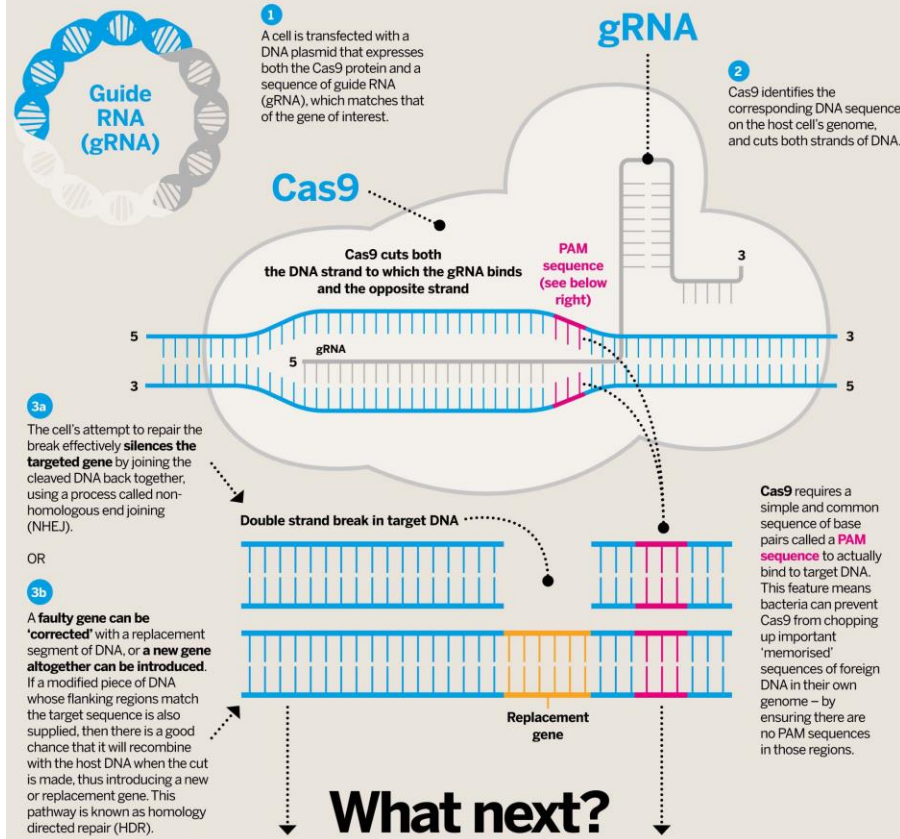 Guide
RNA
(gRNA)
1
A cell is transfected with a
DNA plasmid that expresses
both the Cas9 protein and a
sequence of guide RNA
(gRNA), which matches that
of the gene of interest.
gRNA
2
Cas9 identifies the
corresponding DNA sequence
on the host cell's genome,
and cuts both strands of DNA.
Cas9
Cas9 cuts both
the DNA strand to which the gRNA binds
and the opposite strand
PAM
sequence
(see below
right)
3
5
3
5
gRNA
3
5
3a
The cell's attempt to repair the
break effectively silences the
targeted gene by joining the
cleaved DNA back together,
using a process called non-
homologous end joining
(NHEJ).
OR
3b
A faulty gene can be
‘corrected’ with a replacement
segment of DNA, or a new gene
altogether can be introduced.
If a modified piece of DNA
whose flanking regions match
the target sequence is also
supplied, then there is a good
chance that it will recombine
with the host DNA when the cut
is made, thus introducing a new
or replacement gene. This
pathway is known as homology
directed repair (HDR).
Double strand break in target DNA
Replacement
gene
Cas9 requires a
simple and common
sequence of base
pairs called a PAM
sequence to actually
bind to target DNA.
This feature means
bacteria can prevent
Cas9 from chopping
up important
‘memorised’
sequences of foreign
DNA in their own
genome – by
ensuring there are
no PAM sequences
in those regions.
What next?